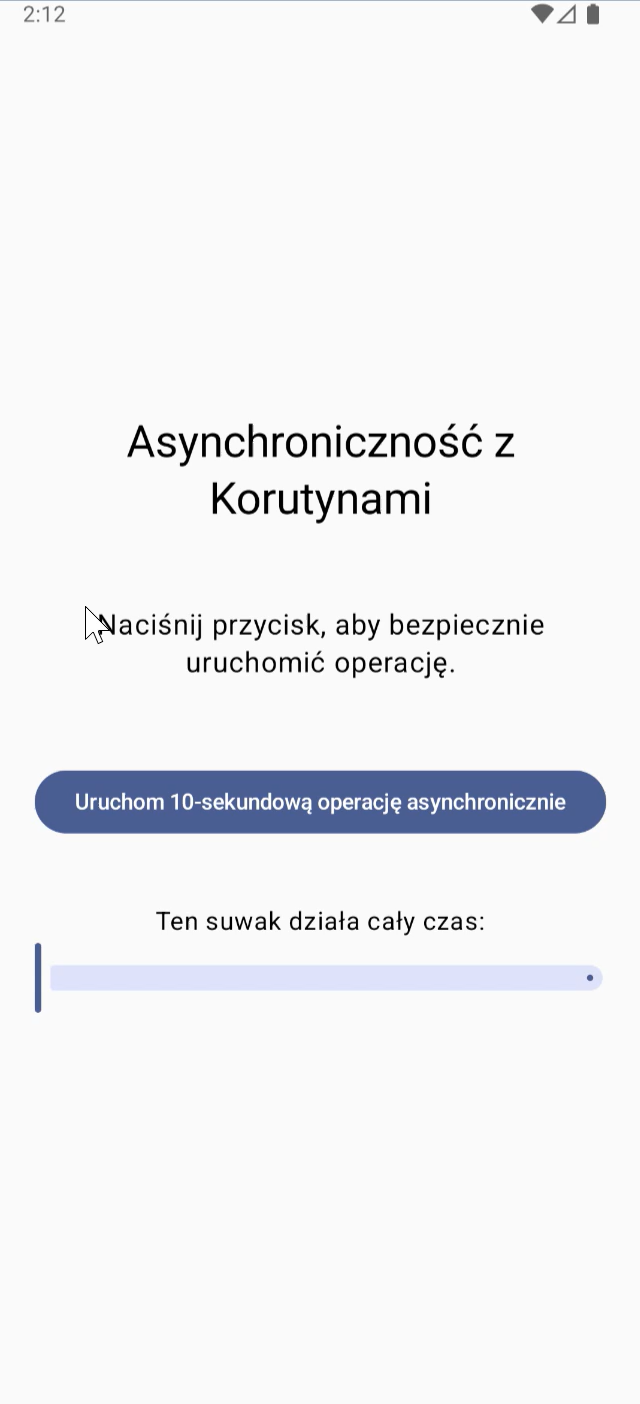 2:12
Asynchroniczność z
Korutynami
Naciśnij przycisk, aby bezpiecznie
uruchomić operację.
Uruchom 10-sekundową operację asynchronicznie
Ten suwak działa cały czas: